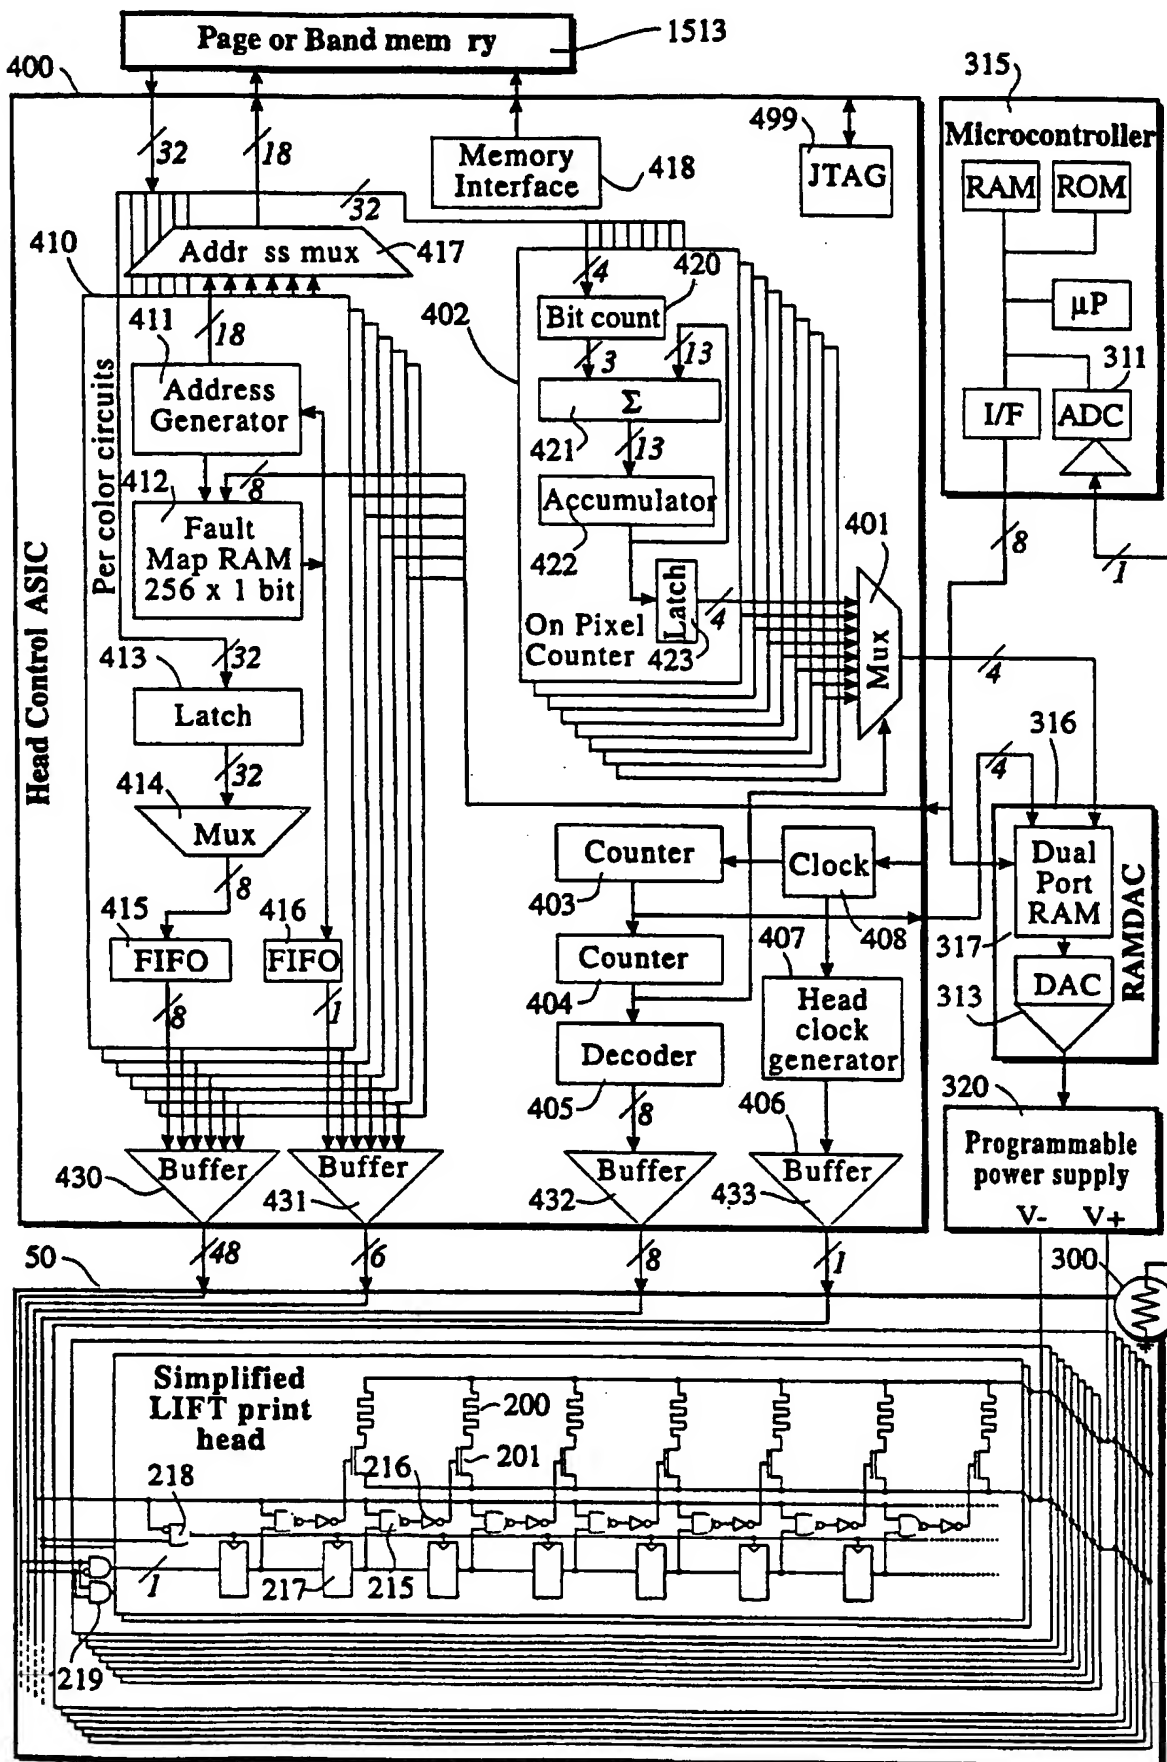 Page or Band mem ry
1513
400
315
32
18
Memory
Interface
418
499
JTAG
Microcontroller
RAM
ROM
μP
I/F
311
ADC
8
1
32
Addr ss mux
417
410
411
18
Address
Generator
Per color circuits
Head Control ASIC
412
8
Fault
Map RAM
256 x 1 bit
413
32
Latch
32
414
Mux
8
415
FIFO
416
FIFO
8
1
402
4
420
Bit count
3
13
Σ
421
13
Accumulator
422
Latch
4
423
On Pixel
Counter
401
Mux
4
4
316
Dual
Port
RAM
317
RAMDAC
DAC
313
Counter
403
Clock
408
Counter
404
407
Head
clock
generator
Decoder
405
8
406
320
Programmable
power supply
V-
V+
Buffer
430
Buffer
431
Buffer
432
Buffer
433
48
6
8
1
50
300
Simplified
LIFT print
head
200
201
216
218
1
217
215
219